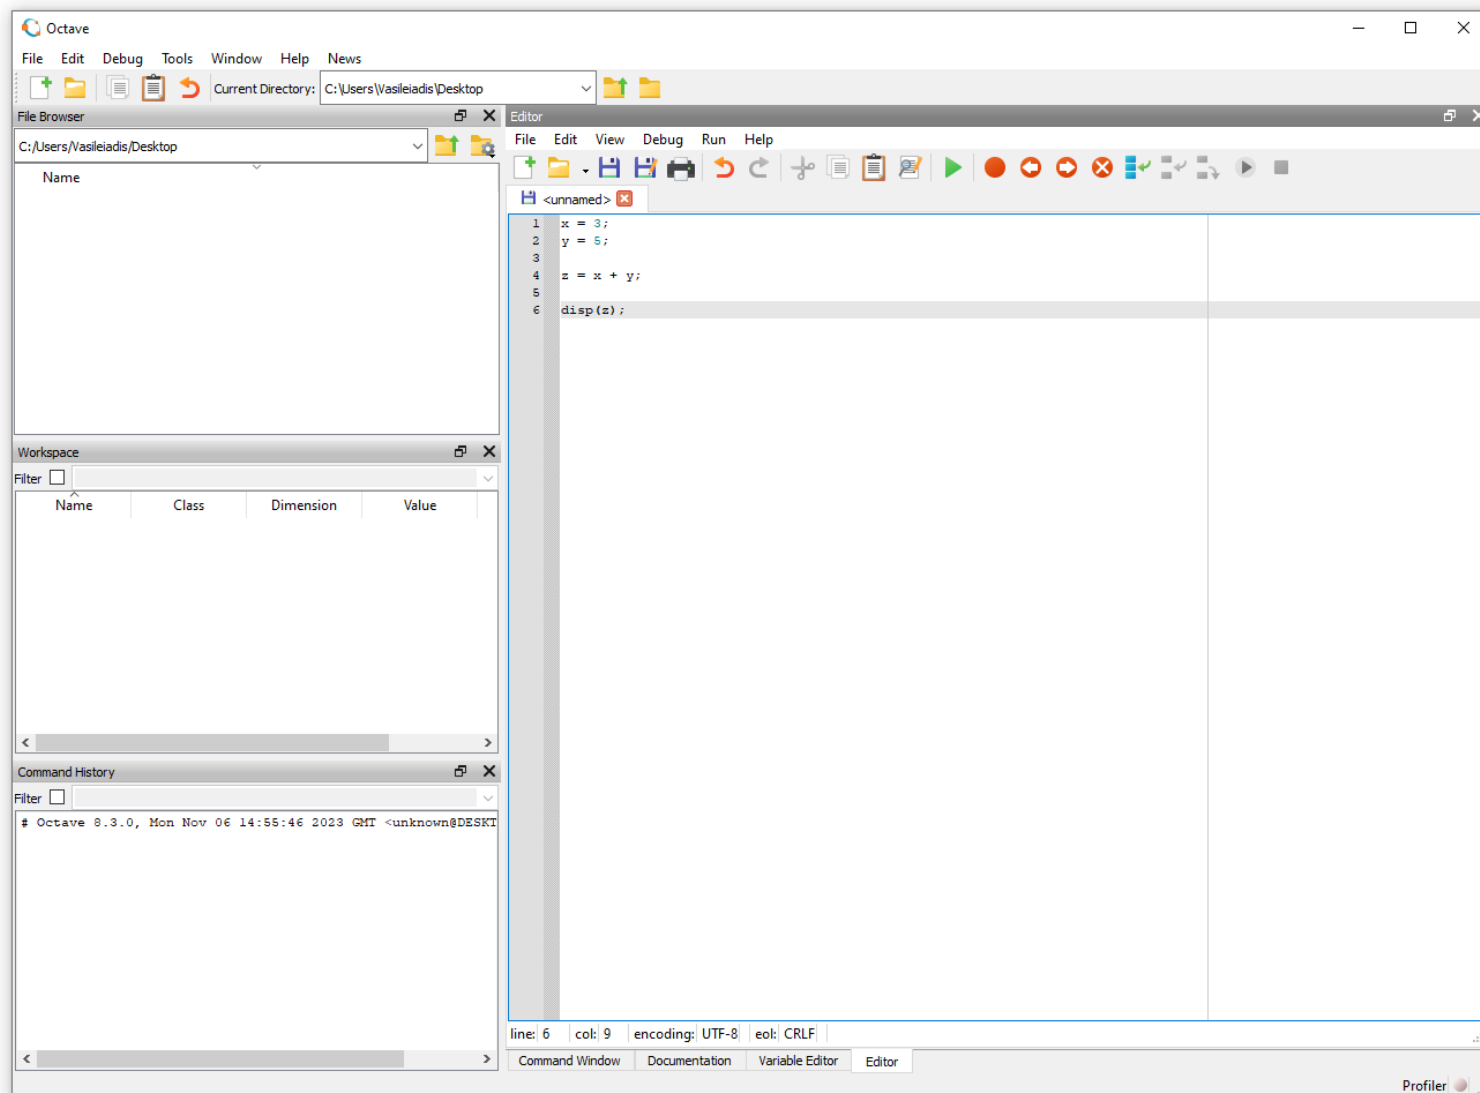 Octave
File Edit Debug Tools Window Help News
Current Directory: C:\Users\Vasileiadis\Desktop
File Browser
C:/Users/Vasileiadis/Desktop
Name
Workspace
Filter
Name Class Dimension Value
Command History
Filter
# Octave 8.3.0, Mon Nov 06 14:55:46 2023 GMT <unknown@DESKT
Editor
File Edit View Debug Run Help
<unnamed>
1 x = 3;
2 y = 5;
3
4 z = x + y;
5
6 disp(z);
line: 6 col: 9 encoding: UTF-8 eol: CRLF
Command Window Documentation Variable Editor Editor
Profiler